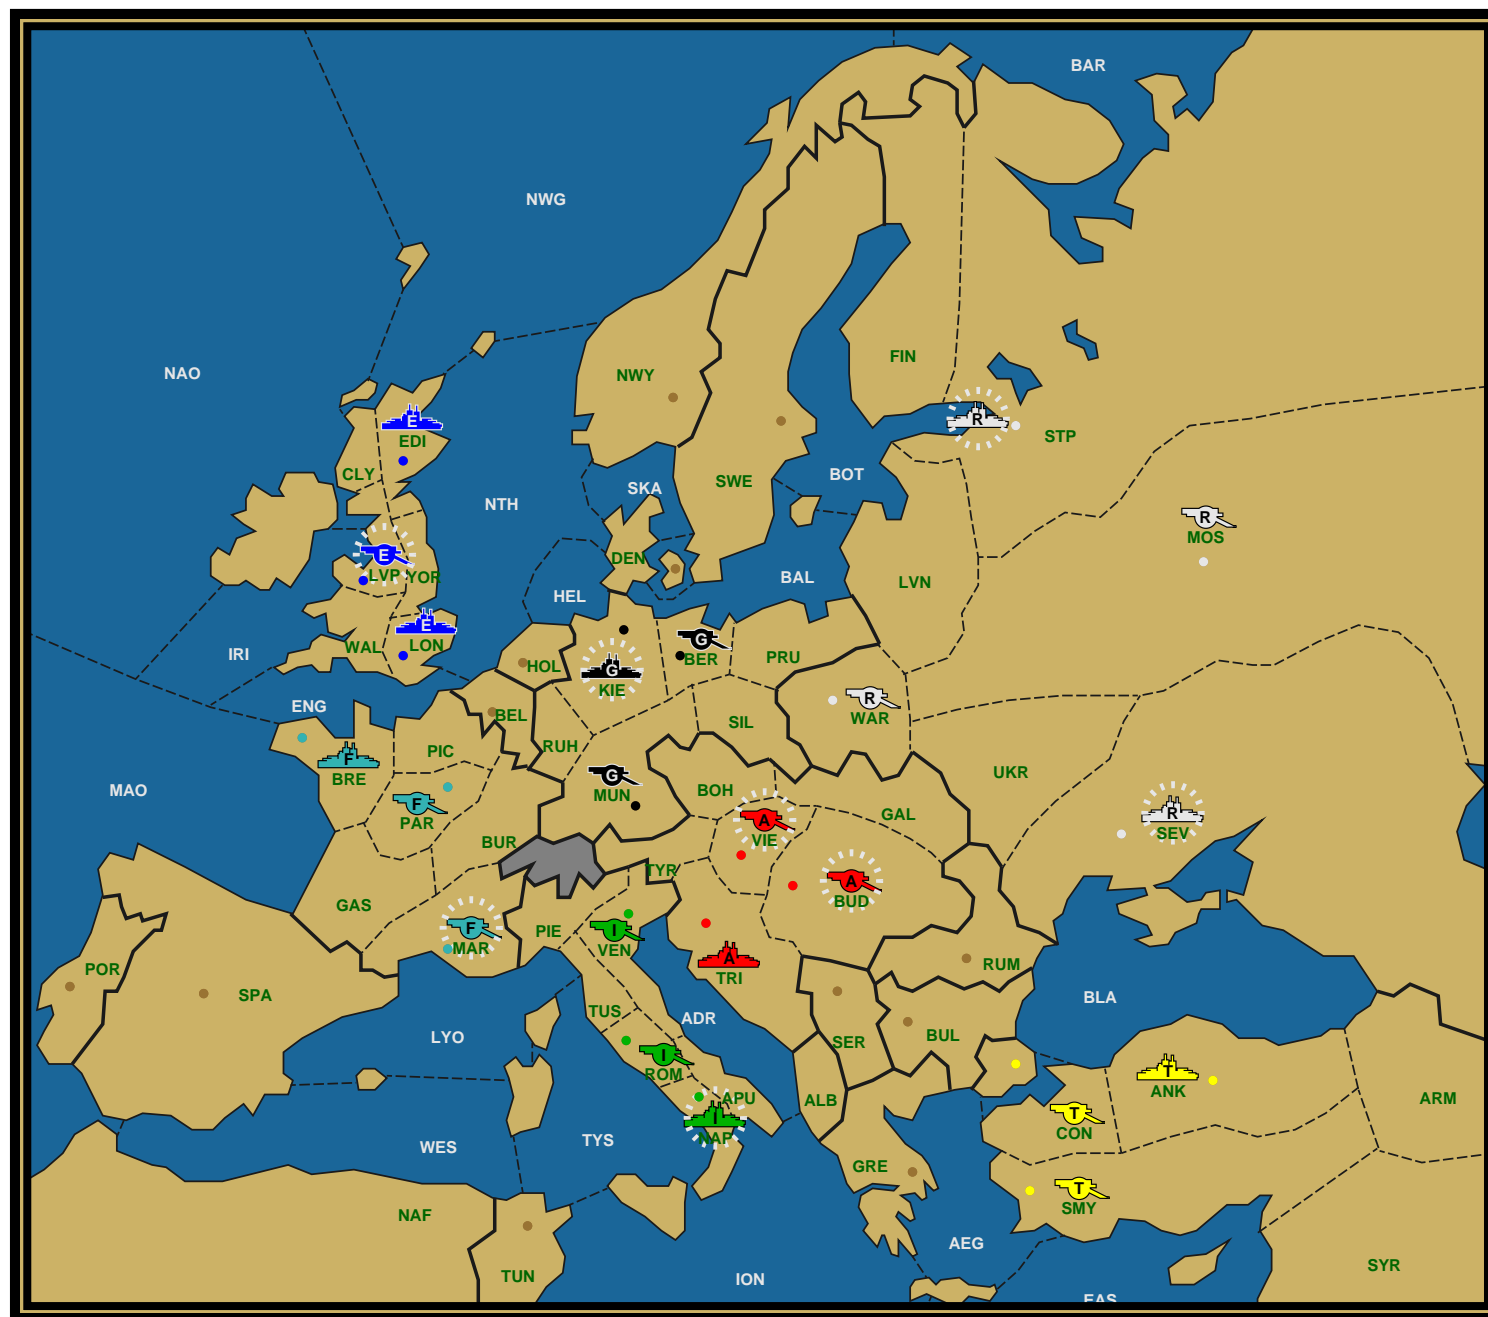 BAR
NWG
NAO
FIN
NWY
E
R
EDI
STP
CLY
SWE
BOT
SKA
NTH
R
MOS
E
DEN
LVP
YOR
BAL
LVN
HEL
E
LON
WAL
IRI
G
BER
PRU
HOL
G
KIE
R
WAR
ENG
BEL
SIL
RUH
PIC
F
BRE
G
MUN
UKR
MAO
BOH
F
PAR
A
VIE
GAL
R
SEV
BUR
TYR
A
BUD
GAS
F
MAR
PIE
I
VEN
A
TRI
POR
SPA
RUM
BLA
TUS
ADR
LYO
SER
BUL
I
ROM
T
ANK
APU
ALB
ARM
I
NAP
T
CON
WES
TYS
GRE
T
SMY
NAF
AEG
TUN
ION
SYR
EAS